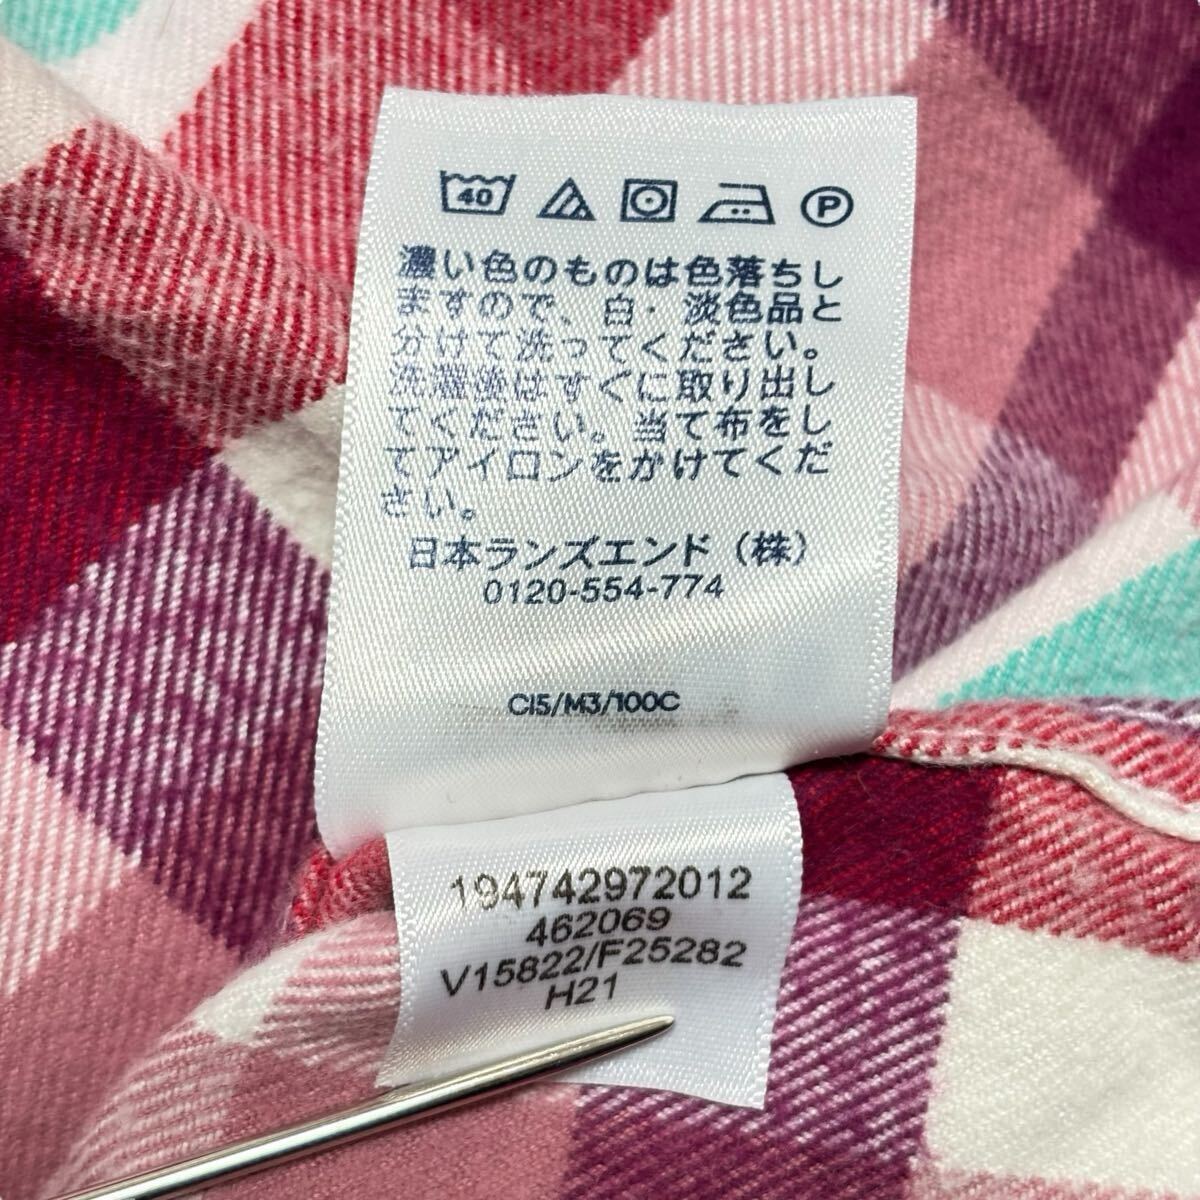 40 P
濃い色のものは色落ちし
ますので、白・淡色品と
分けて洗ってください。
洗濯後はすぐに取り出し
てください。当て布をし
てアイロンをかけてくだ
さい。
日本ランズエンド（株）
0120-554-774
CI5/M3/100C
194742972012
462069
V15822/F25282
H21